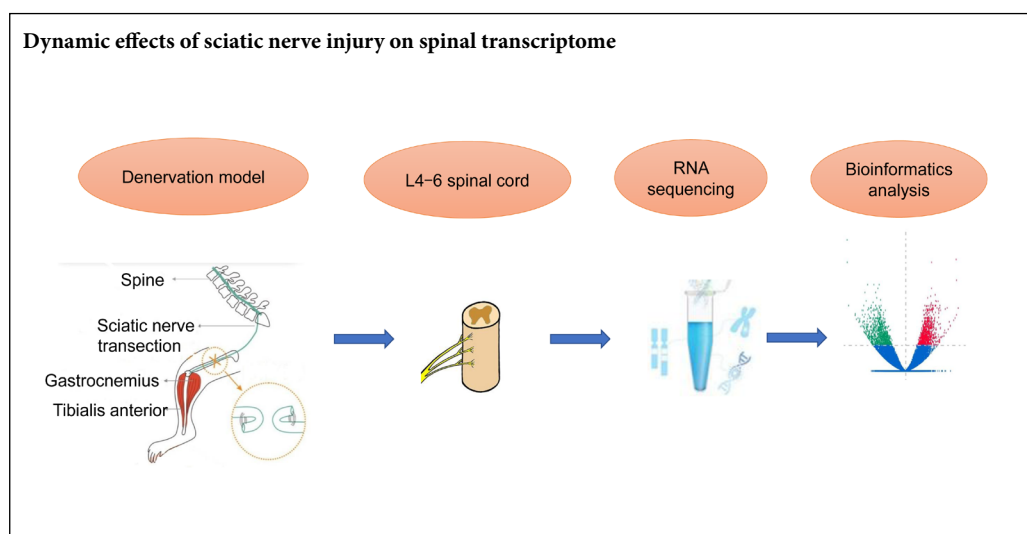 Dynamic effects of sciatic nerve injury on spinal transcriptome
Denervation model
L4–6 spinal cord
RNA
sequencing
Bioinformatics
analysis
Spine
Sciatic nerve
transection
Gastrocnemius
Tibialis anterior